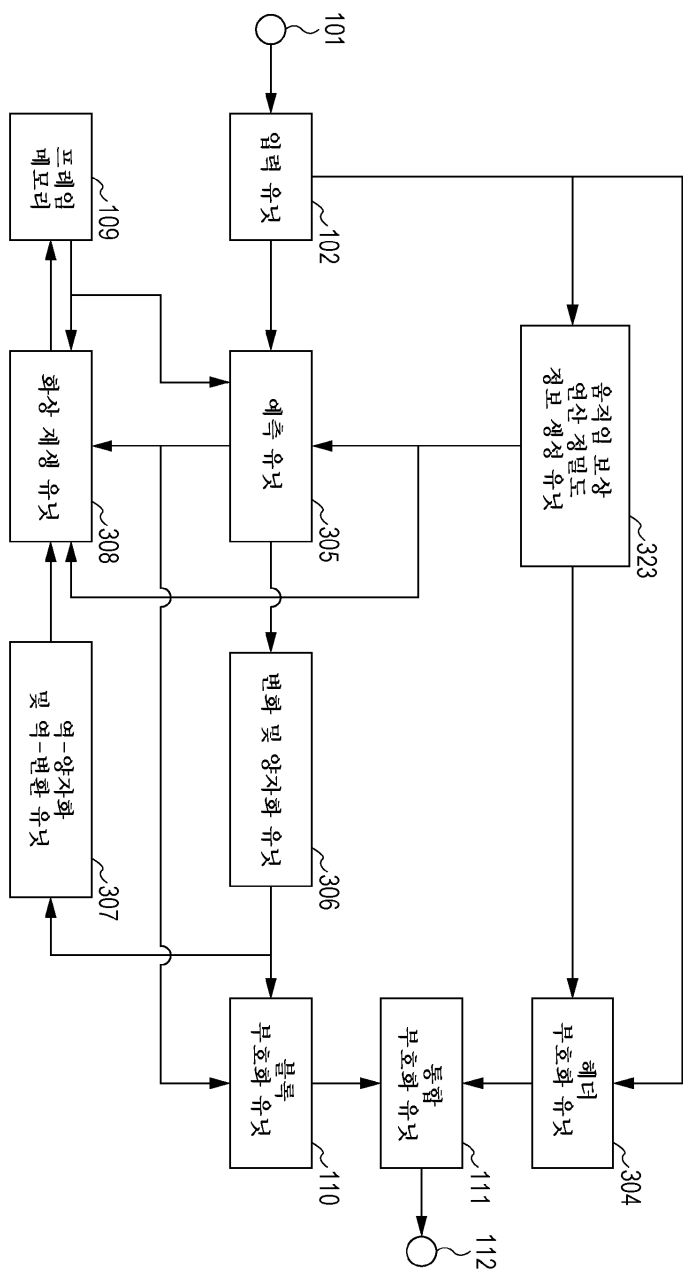 323
움직임 보상
연산 정밀도
정보 생성 유닛
304
헤더
부호화 유닛
111
통합
부호화 유닛
112
101
102
입력 유닛
305
예측 유닛
306
변화 및 양자화 유닛
110
블록
부호화 유닛
109
프레임
메모리
308
화상 재생 유닛
307
역-양자화
및 역-변환 유닛